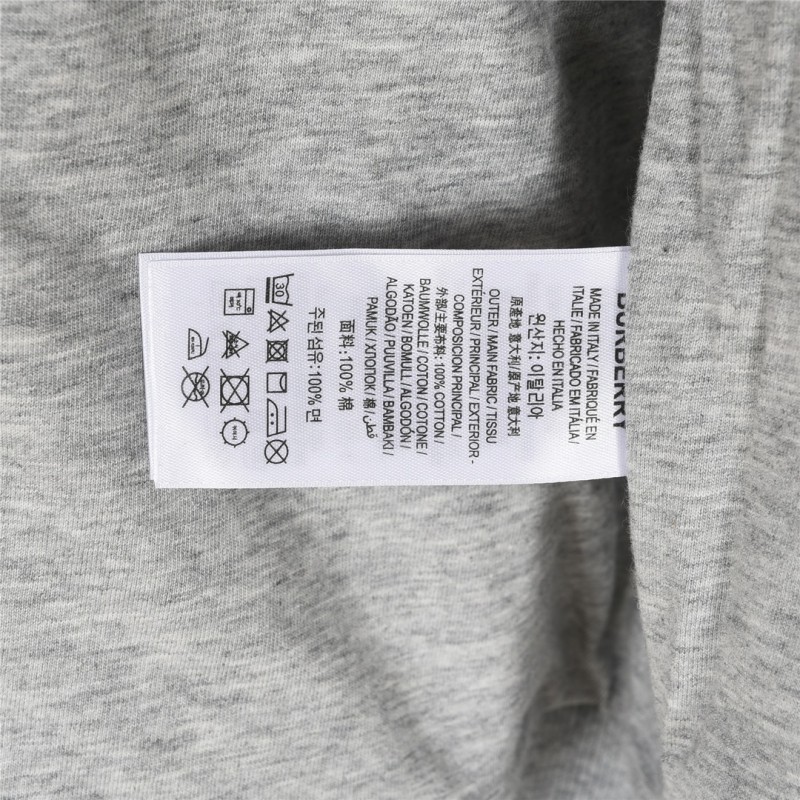 BURBERRY
MADE IN ITALY / FABRIQUÉ EN
ITALIE / FABRICADO EM ITÁLIA /
HECHO EN ITALIA
원산지: 이탈리아
原產地 意大利/原产地 意大利
OUTER / MAIN FABRIC / TISSU
EXTÉRIEUR / PRINCIPAL / EXTERIOR -
COMPOSICIÓN PRINCIPAL /
外部/主要布料: 100% COTTON /
BAUMWOLLE / COTON / COTONE /
KATOEN / BOMULL / ALGODÓN /
ALGODÃO / PUUVILLA / BAMBAKI /
PAMUK / ХЛОПОК / 棉 / قطن
面料: 100% 棉
주된 섬유: 100% 면
30